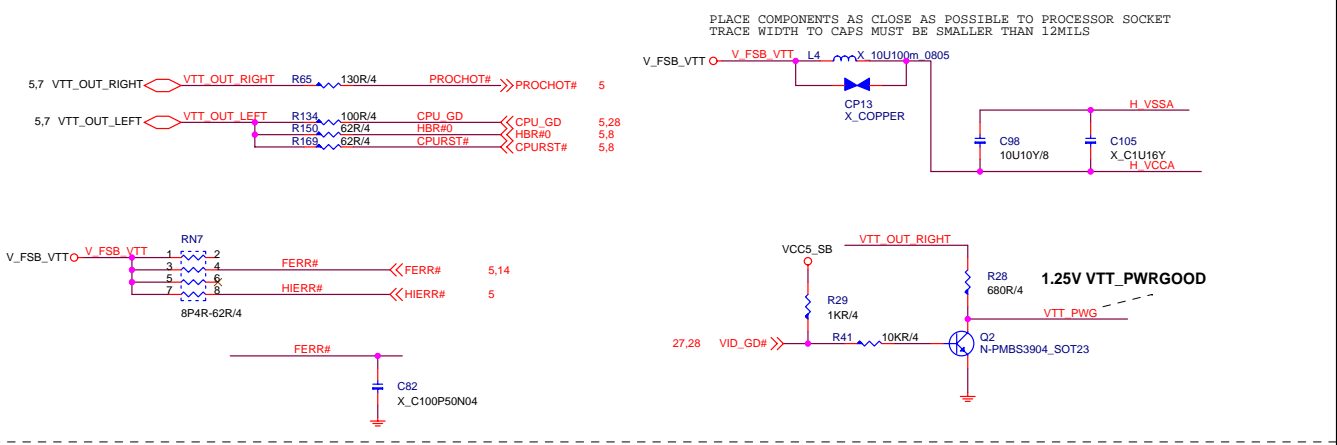 PLACE COMPONENTS AS CLOSE AS POSSIBLE TO PROCESSOR SOCKET
TRACE WIDTH TO CAPS MUST BE SMALLER THAN 12MILS
V_FSB_VTT V_FSB_VTT L4 X_10U100m_0805
CP13
X_COPPER
H_VSSA
C98
10U10Y/8
C105
X_C1U16Y
H_VCCA
5,7 VTT_OUT_RIGHT VTT_OUT_RIGHT R65 130R/4 PROCHOT# PROCHOT# 5
5,7 VTT_OUT_LEFT VTT_OUT_LEFT R134 100R/4 CPU_GD CPU_GD 5,28
R150 62R/4 HBR#0 HBR#0 5,8
R169 62R/4 CPURST# CPURST# 5,8
RN7
V_FSB_VTT V_FSB_VTT 1 2
3 4 FERR# FERR# 5,14
5 6
7 8 HIERR# HIERR# 5
8P4R-62R/4
FERR#
C82
X_C100P50N04
VCC5_SB VTT_OUT_RIGHT
R28
680R/4
1.25V VTT_PWRGOOD
R29
1KR/4
VTT_PWG
27,28 VID_GD# R41 10KR/4
Q2
N-PMBS3904_SOT23